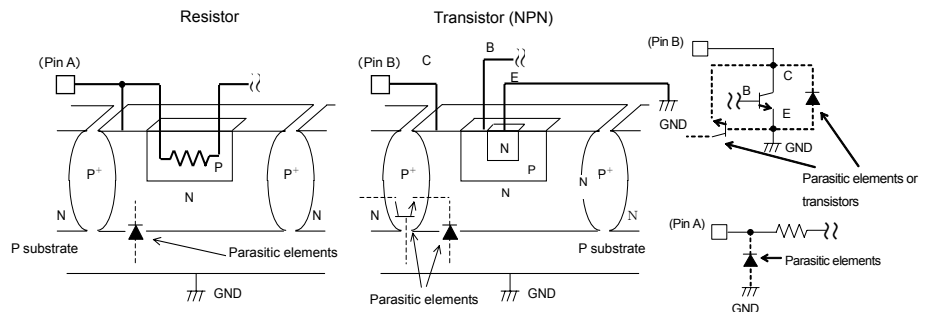 Resistor
(Pin A)
P
P+
P+
N
N
N
P substrate
Parasitic elements
GND
Transistor (NPN)
(Pin B)
C
B
E
GND
N
P
N
P+
N
P+
N
N
P substrate
Parasitic elements
GND
(Pin B)
C
B
E
GND
Parasitic elements or
transistors
(Pin A)
Parasitic elements
GND